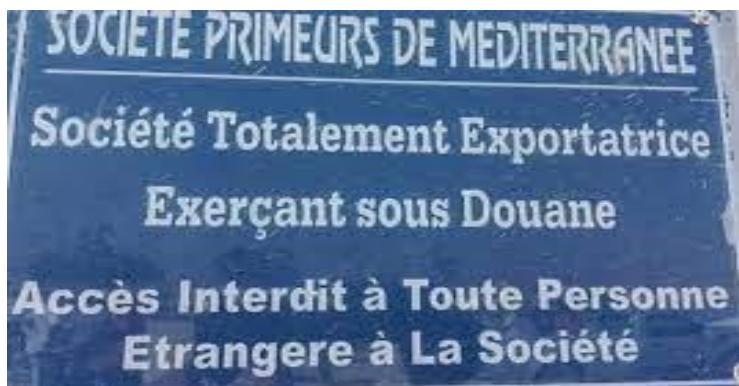 SOCIETE PRIMEURS DE MEDITERRANEE
Société Totalement Exportatrice
Exerçant sous Douane
Accès Interdit à Toute Personne
Etrangere à La Société